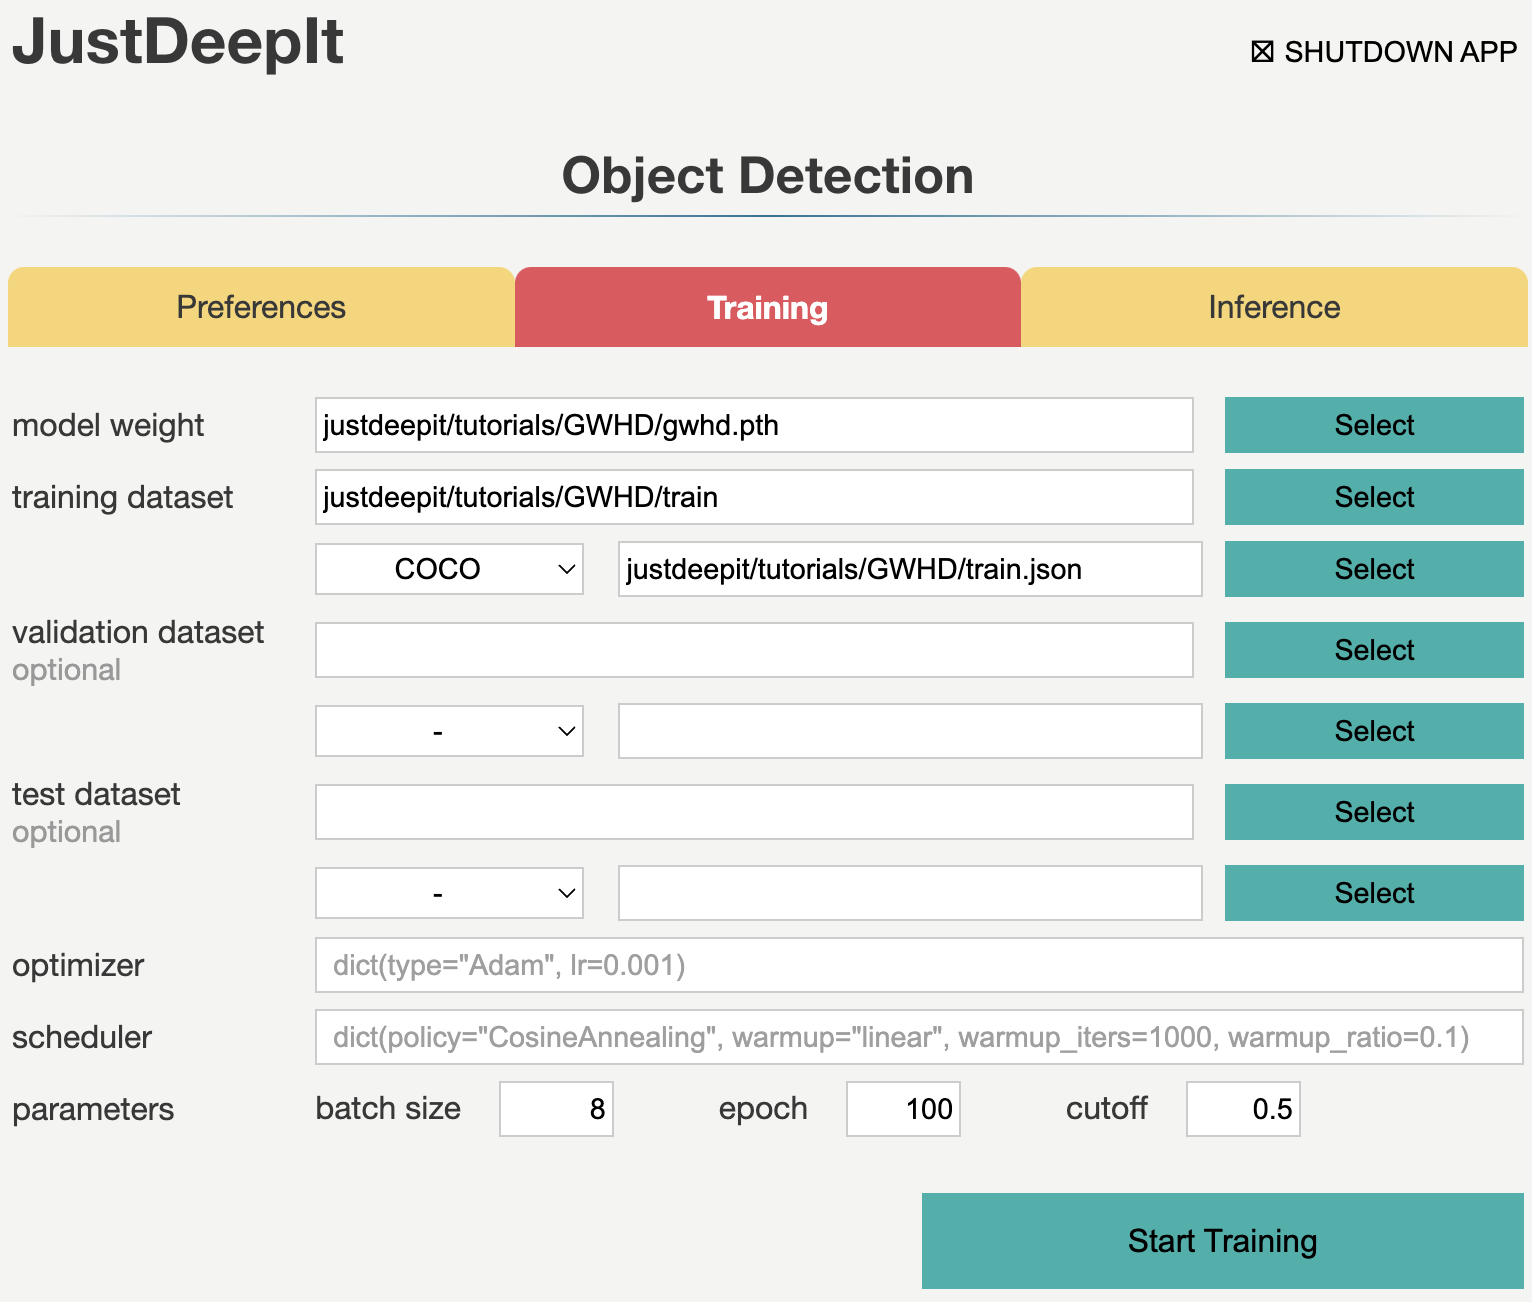 JustDeepIt
SHUTDOWN APP
Object Detection
Preferences Training Inference
model weight justdeepit/tutorials/GWHD/gwhd.pth Select
training dataset justdeepit/tutorials/GWHD/train Select
COCO justdeepit/tutorials/GWHD/train.json Select
validation dataset
optional
Select
- Select
test dataset
optional
Select
- Select
optimizer dict(type="Adam", lr=0.001)
scheduler dict(policy="CosineAnnealing", warmup="linear", warmup_iters=1000, warmup_ratio=0.1)
parameters batch size 8 epoch 100 cutoff 0.5
Start Training